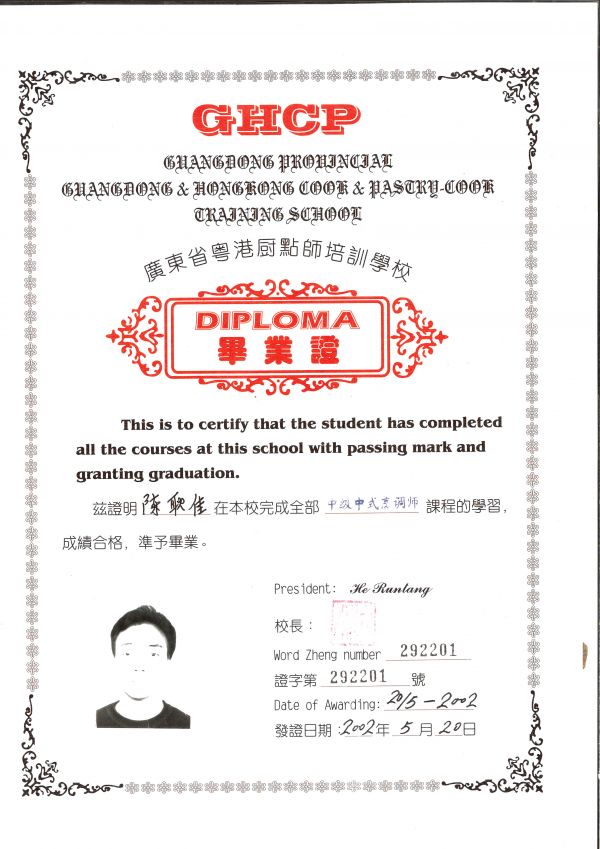 GHCP
GUANGDONG PROVINCIAL
GUANGDONG & HONGKONG COOK & PASTRY-COOK
TRAINING SCHOOL
廣東省粵港厨點師培訓學校
DIPLOMA
畢業證
This is to certify that the student has completed
all the courses at this school with passing mark and
granting graduation.
茲證明 陳 佳 在本校完成全部 中级中式烹调师 課程的學習，
成績合格，準予畢業。
President: He Runtang
校長：
Word Zheng number 292201
證字第 292201 號
Date of Awarding: 20/5-2002
發證日期：2002年 5 月 20 日